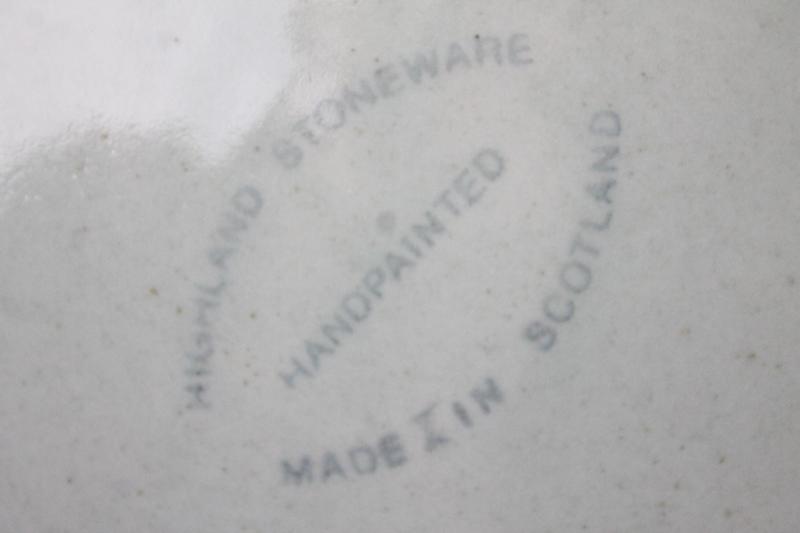 HIGHLAND STONEWARE
HANDPAINTED
MADE IN SCOTLAND